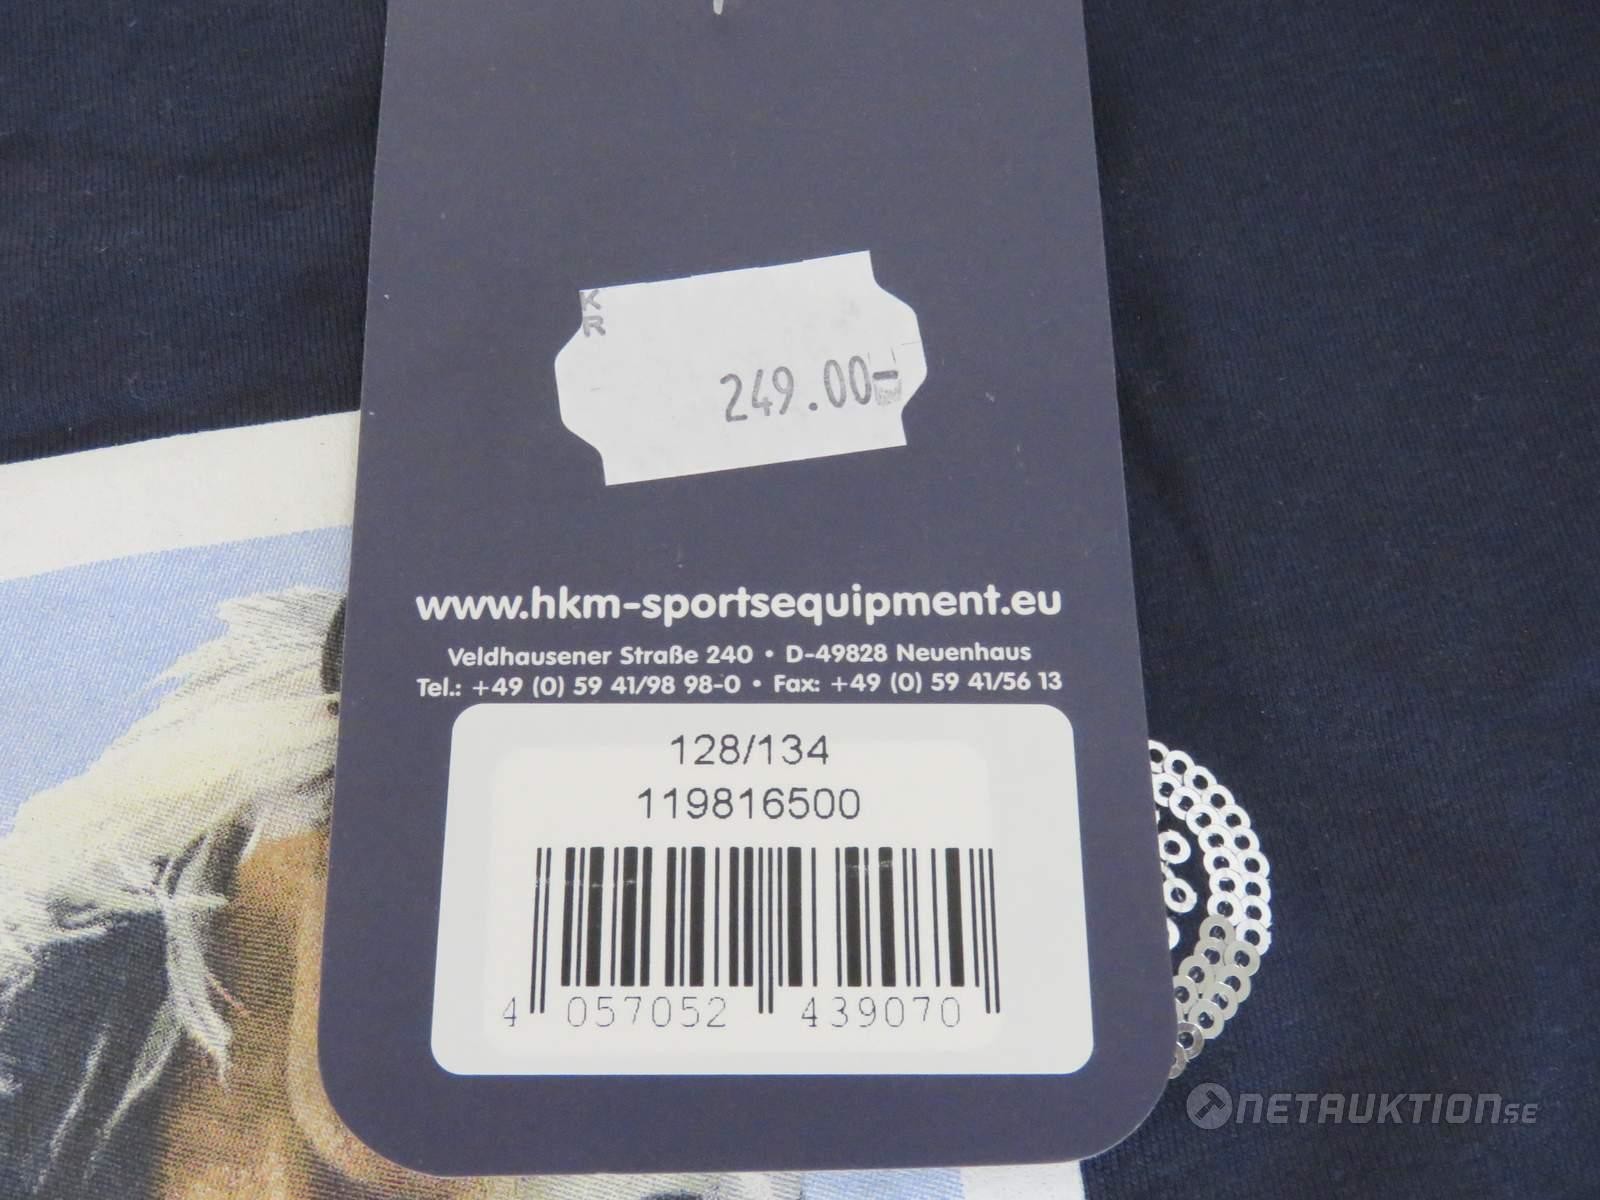 K
R
249.00-
www.hkm-sportsequipment.eu
Veldhausener Straße 240 • D-49828 Neuenhaus
Tel.: +49 (0) 59 41/98 98-0 • Fax: +49 (0) 59 41/56 13
128/134
119816500
4 057052 439070
NETAUKTION.SE